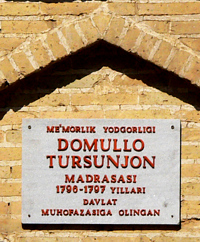 ME'MORLIK YODGORLIGI
DOMULLO
TURSUNJON
MADRASASI
1796-1797 YILLARI
DAVLAT
MUHOFAZASIGA OLINGAN